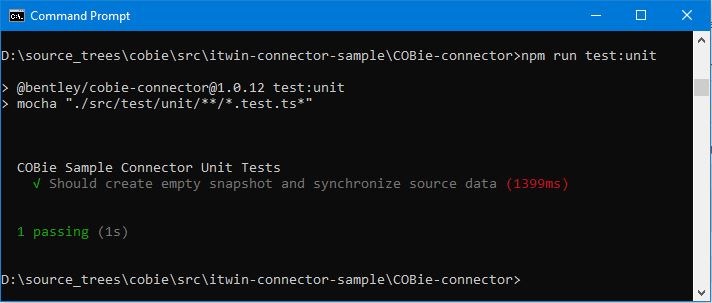 Command Prompt
D:\source_trees\cobie\src\itwin-connector-sample\COBie-connector>npm run test:unit
> @bentley/cobie-connector@1.0.12 test:unit
> mocha "./src/test/unit/**/*.test.ts*"
COBie Sample Connector Unit Tests
√ Should create empty snapshot and synchronize source data (1399ms)
1 passing (1s)
D:\source_trees\cobie\src\itwin-connector-sample\COBie-connector>